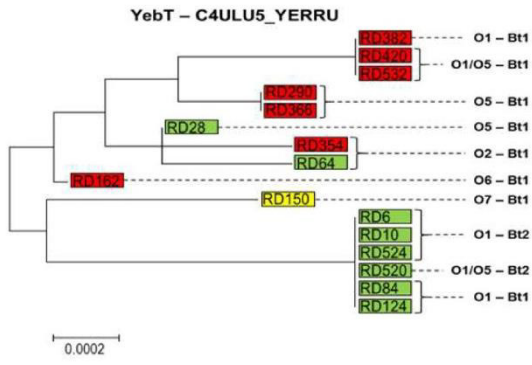 YebT – C4ULU5_YERRU
RD382 O1 – Bt1
RD420 O1/O5 – Bt1
RD532
RD290 O5 – Bt1
RD366
RD28 O5 – Bt1
RD354 O2 – Bt1
RD64
RD162 O6 – Bt1
RD150 O7 – Bt1
RD6
RD10 O1 – Bt2
RD524
RD520 O1/O5 – Bt2
RD84 O1 – Bt1
RD124
0.0002